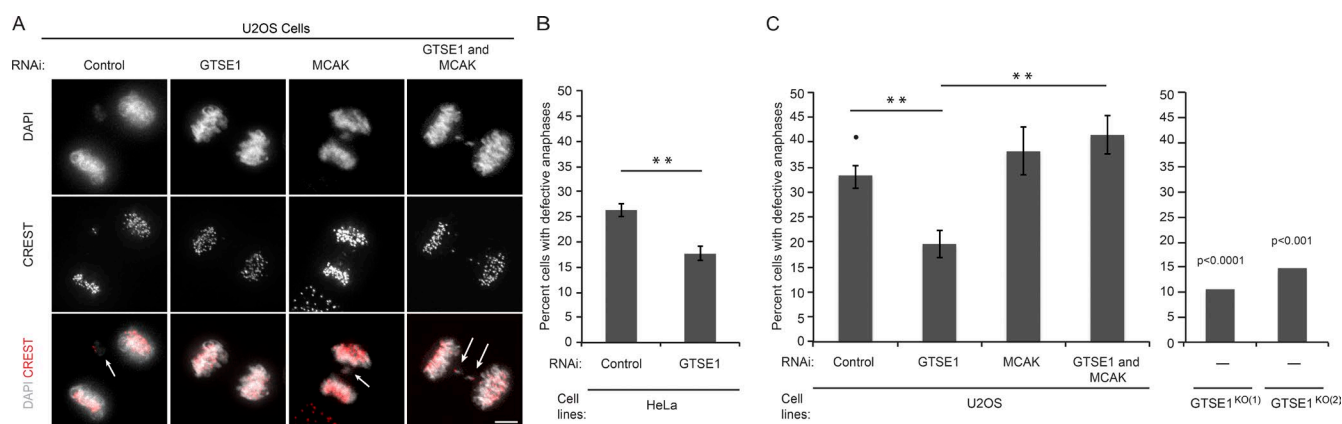 A
U2OS Cells
RNAi: Control GTSE1 MCAK GTSE1 and MCAK
DAPI
CREST
DAPI CREST
B
Percent cells with defective anaphases
50
45
40
35
30
25
20
15
10
5
0
**
RNAi: Control GTSE1
Cell lines: HeLa
C
Percent cells with defective anaphases
50
45
40
35
30
25
20
15
10
5
0
**
**
RNAi: Control GTSE1 MCAK GTSE1 and MCAK
Cell lines: U2OS
50
45
40
35
30
25
20
15
10
5
0
p<0.0001
p<0.001
– –
GTSE1 KO(1) GTSE1 KO(2)